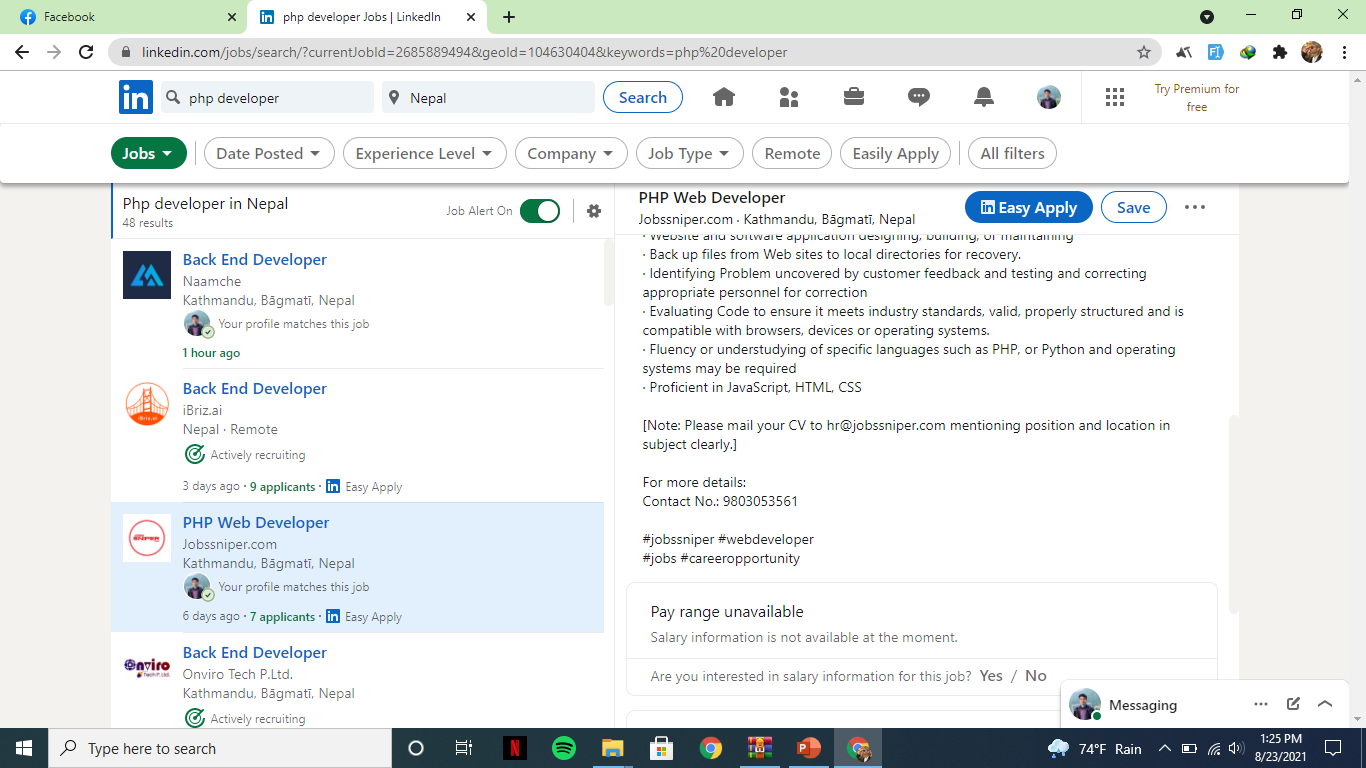 Facebook
php developer Jobs | LinkedIn
linkedin.com/jobs/search/?currentJobId=2685889494&geoId=104630404&keywords=php%20developer
in
php developer
Nepal
Search
Try Premium for
free
Jobs
Date Posted
Experience Level
Company
Job Type
Remote
Easily Apply
All filters
Php developer in Nepal
48 results
Job Alert On
Back End Developer
Naamche
Kathmandu, Bāgmatī, Nepal
Your profile matches this job
1 hour ago
iBriz.ai
Back End Developer
iBriz.ai
Nepal · Remote
Actively recruiting
3 days ago · 9 applicants · in Easy Apply
SNIPER
PHP Web Developer
Jobssniper.com
Kathmandu, Bāgmatī, Nepal
Your profile matches this job
6 days ago · 7 applicants · in Easy Apply
Onviro
Tech P. Ltd.
Back End Developer
Onviro Tech P.Ltd.
Kathmandu, Bāgmatī, Nepal
Actively recruiting
PHP Web Developer
Jobssniper.com · Kathmandu, Bāgmatī, Nepal
in Easy Apply
Save
· Website and software application designing, building, or maintaining
· Back up files from Web sites to local directories for recovery.
· Identifying Problem uncovered by customer feedback and testing and correcting
appropriate personnel for correction
· Evaluating Code to ensure it meets industry standards, valid, properly structured and is
compatible with browsers, devices or operating systems.
· Fluency or understudying of specific languages such as PHP, or Python and operating
systems may be required
· Proficient in JavaScript, HTML, CSS
[Note: Please mail your CV to hr@jobssniper.com mentioning position and location in
subject clearly.]
For more details:
Contact No.: 9803053561
#jobssniper #webdeveloper
#jobs #careeropportunity
Pay range unavailable
Salary information is not available at the moment.
Are you interested in salary information for this job? Yes / No
Messaging
Type here to search
74°F Rain
1:25 PM
8/23/2021